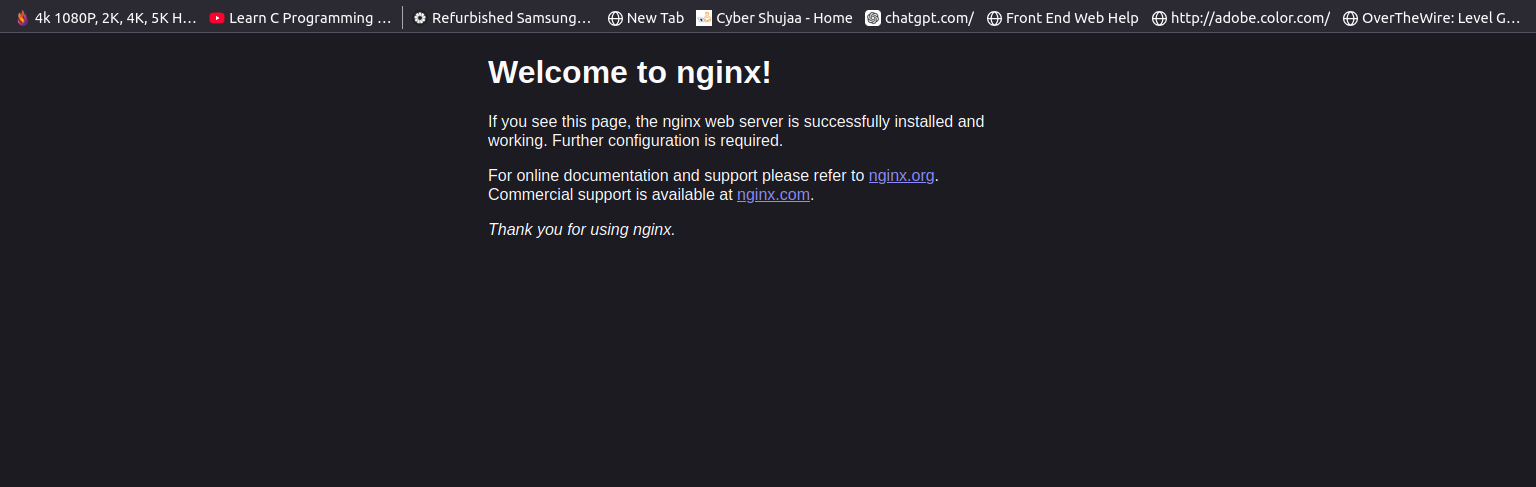 4k 1080P, 2K, 4K, 5K H… Learn C Programming … Refurbished Samsung… New Tab Cyber Shujaa - Home chatgpt.com/ Front End Web Help http://adobe.color.com/ OverTheWire: Level G…
Welcome to nginx!
If you see this page, the nginx web server is successfully installed and
working. Further configuration is required.
For online documentation and support please refer to nginx.org.
Commercial support is available at nginx.com.
Thank you for using nginx.